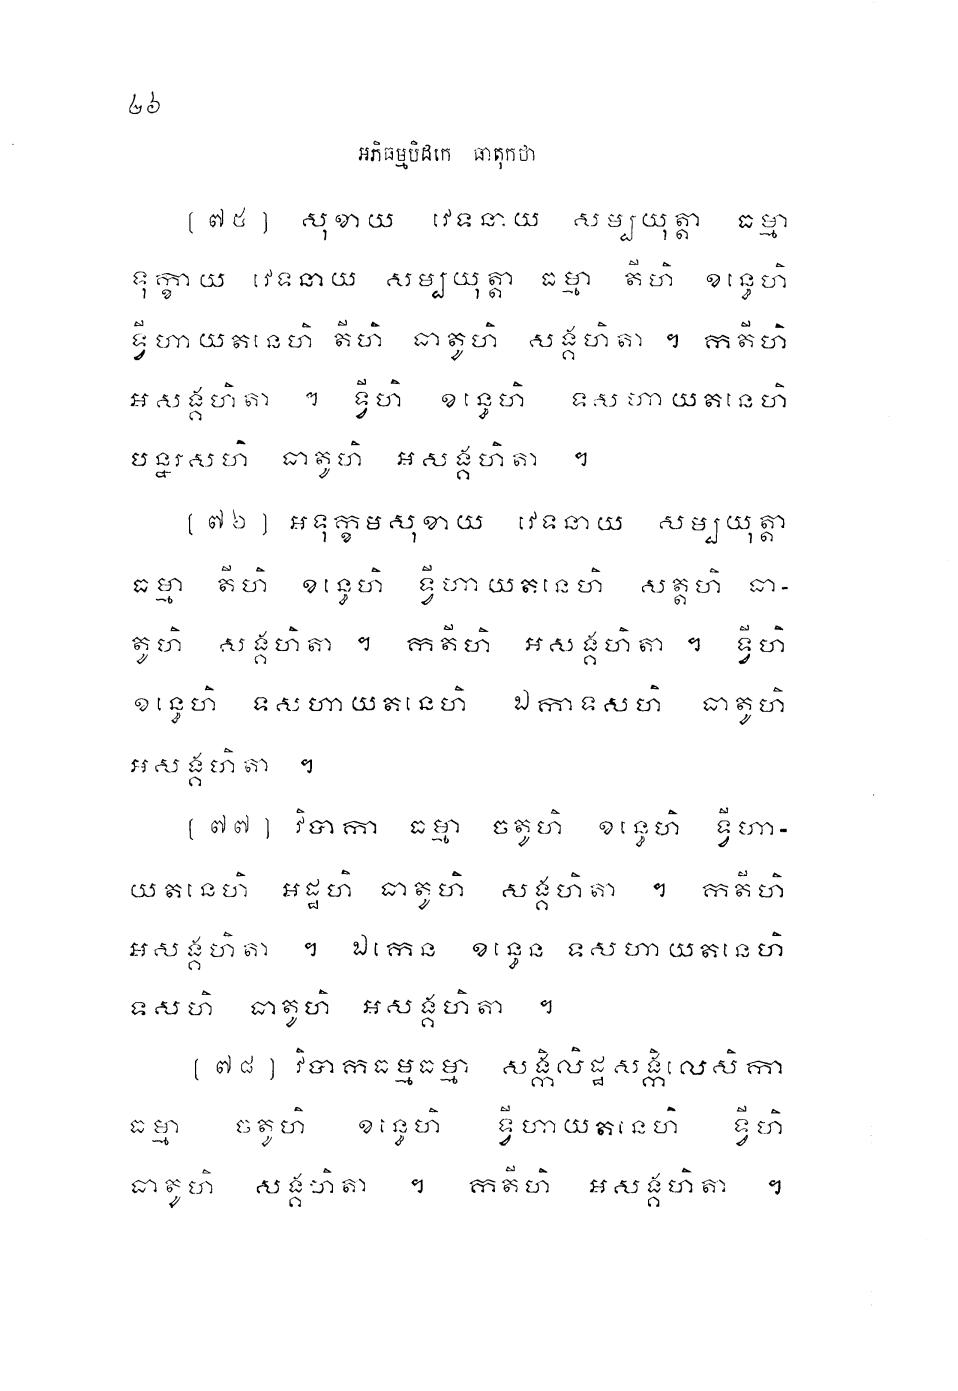 ២៦
អភិធម្មបិដកេ ធាតុកថា
[ ៧៥ ] សុខាយ វេទនាយ សម្បយុត្តា ធម្មា
ទុក្ខាយ វេទនាយ សម្បយុត្តា ធម្មា តីហិ ខន្ធេហិ
ទ្វីហាយតនេហិ តីហិ ធាតូហិ សង្គហិតា ។ កតីហិ
អសង្គហិតា ។ ទ្វីហិ ខន្ធេហិ ទសហាយតនេហិ
បន្នរសហិ ធាតូហិ អសង្គហិតា ។
[ ៧៦ ] អទុក្ខមសុខាយ វេទនាយ សម្បយុត្តា
ធម្មា តីហិ ខន្ធេហិ ទ្វីហាយតនេហិ សត្តហិ ធា-
តូហិ សង្គហិតា ។ កតីហិ អសង្គហិតា ។ ទ្វីហិ
ខន្ធេហិ ទសហាយតនេហិ ឯកាទសហិ ធាតូហិ
អសង្គហិតា ។
[ ៧៧ ] វិបាកា ធម្មា ចតូហិ ខន្ធេហិ ទ្វីហា-
យតនេហិ អដ្ឋហិ ធាតូហិ សង្គហិតា ។ កតីហិ
អសង្គហិតា ។ ឯកេន ខន្ធេន ទសហាយតនេហិ
ទសហិ ធាតូហិ អសង្គហិតា ។
[ ៧៨ ] វិបាកធម្មធម្មា សង្កិលិដ្ឋសង្កិលេសិកា
ធម្មា ចតូហិ ខន្ធេហិ ទ្វីហាយតនេហិ ទ្វីហិ
ធាតូហិ សង្គហិតា ។ កតីហិ អសង្គហិតា ។